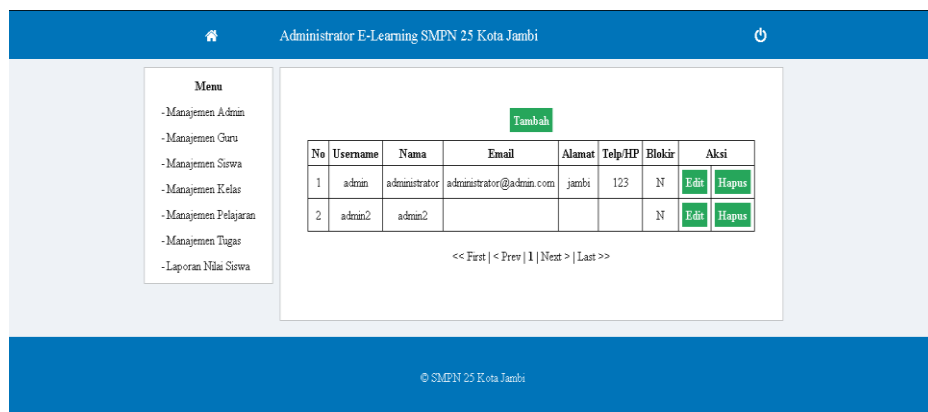 Administrator E-Learning SMPN 25 Kota Jambi
Menu
- Manajemen Admin
- Manajemen Guru
- Manajemen Siswa
- Manajemen Kelas
- Manajemen Pelajaran
- Manajemen Tugas
- Laporan Nilai Siswa
Tambah
No Username Nama Email Alamat Telp/HP Blokir Aksi
1 admin administrator administrator@admin.com jambi 123 N Edit Hapus
2 admin2 admin2 N Edit Hapus
<< First | < Prev | 1 | Next > | Last >>
© SMPN 25 Kota Jambi